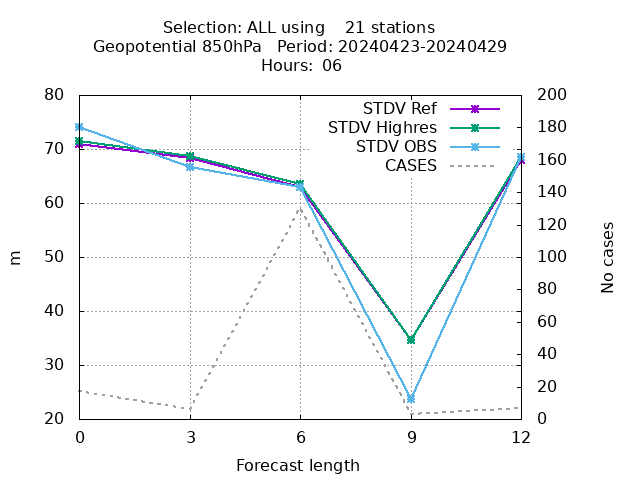 Selection: ALL using    21 stations
Geopotential 850hPa   Period: 20240423-20240429
Hours: 06
80
70
60
50
40
30
20
200
180
160
140
120
100
80
60
40
20
0
STDV Ref
STDV Highres
STDV OBS
CASES
m
No cases
0
3
6
9
12
Forecast length